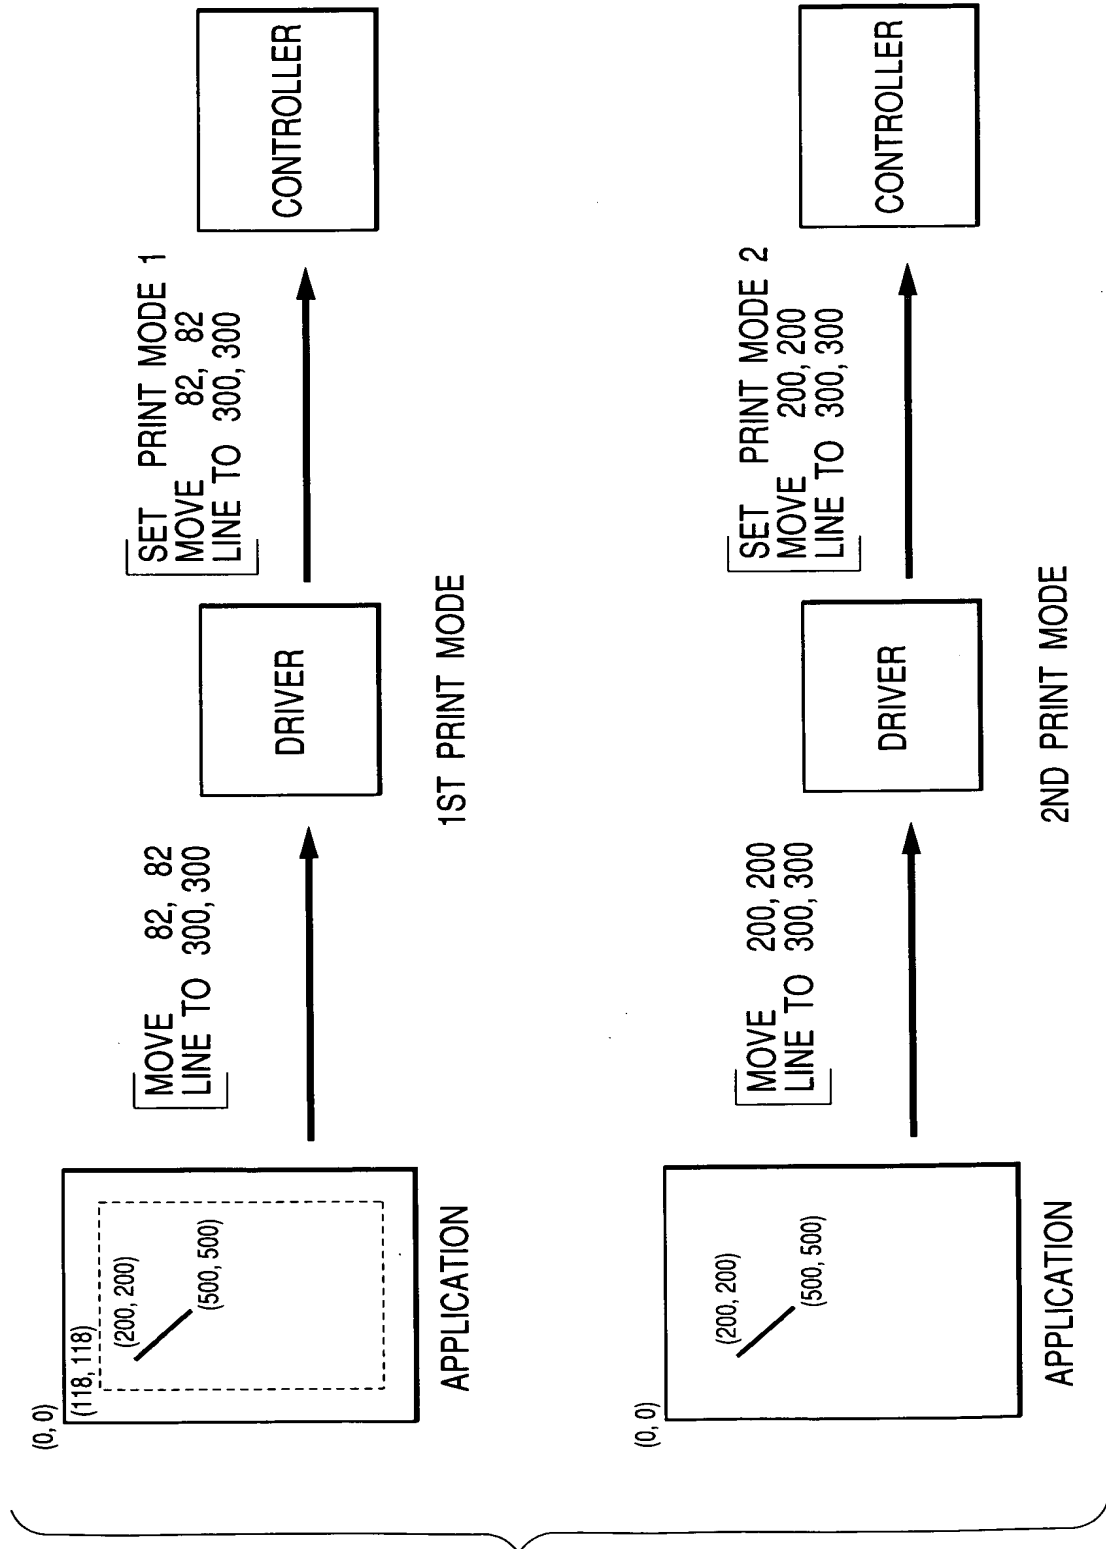 (0, 0)
(118, 118)
(200, 200)
(500, 500)
APPLICATION
MOVE 82, 82
LINE TO 300, 300
DRIVER
1ST PRINT MODE
SET PRINT MODE 1
MOVE 82, 82
LINE TO 300, 300
CONTROLLER
(0, 0)
(200, 200)
(500, 500)
APPLICATION
MOVE 200, 200
LINE TO 300, 300
DRIVER
2ND PRINT MODE
SET PRINT MODE 2
MOVE 200, 200
LINE TO 300, 300
CONTROLLER